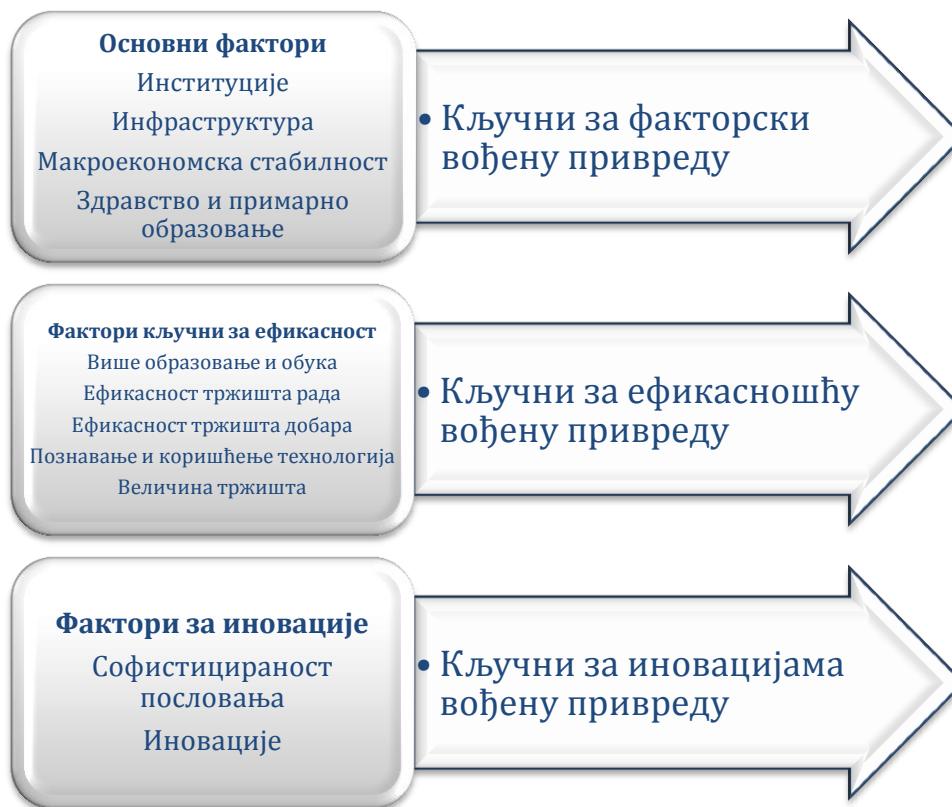 Основни фактори
Институције
Инфраструктура
Макроекономска стабилност
Здравство и примарно
образовање
• Кључни за факторски
вођену привреду
Фактори кључни за ефикасност
Више образовање и обука
Ефикасност тржишта рада
Ефикасност тржишта добара
Познавање и коришћење технологија
Величина тржишта
• Кључни за ефикасношћу
вођену привреду
Фактори за иновације
Софистицираност
пословања
Иновације
• Кључни за иновацијама
вођену привреду